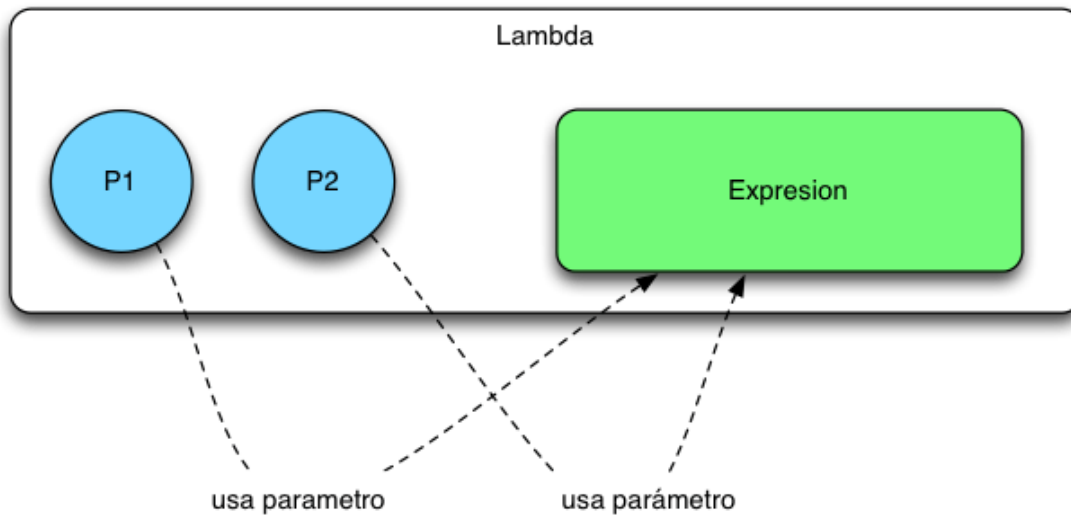 Lambda
P1
P2
Expresion
usa parametro
usa parámetro